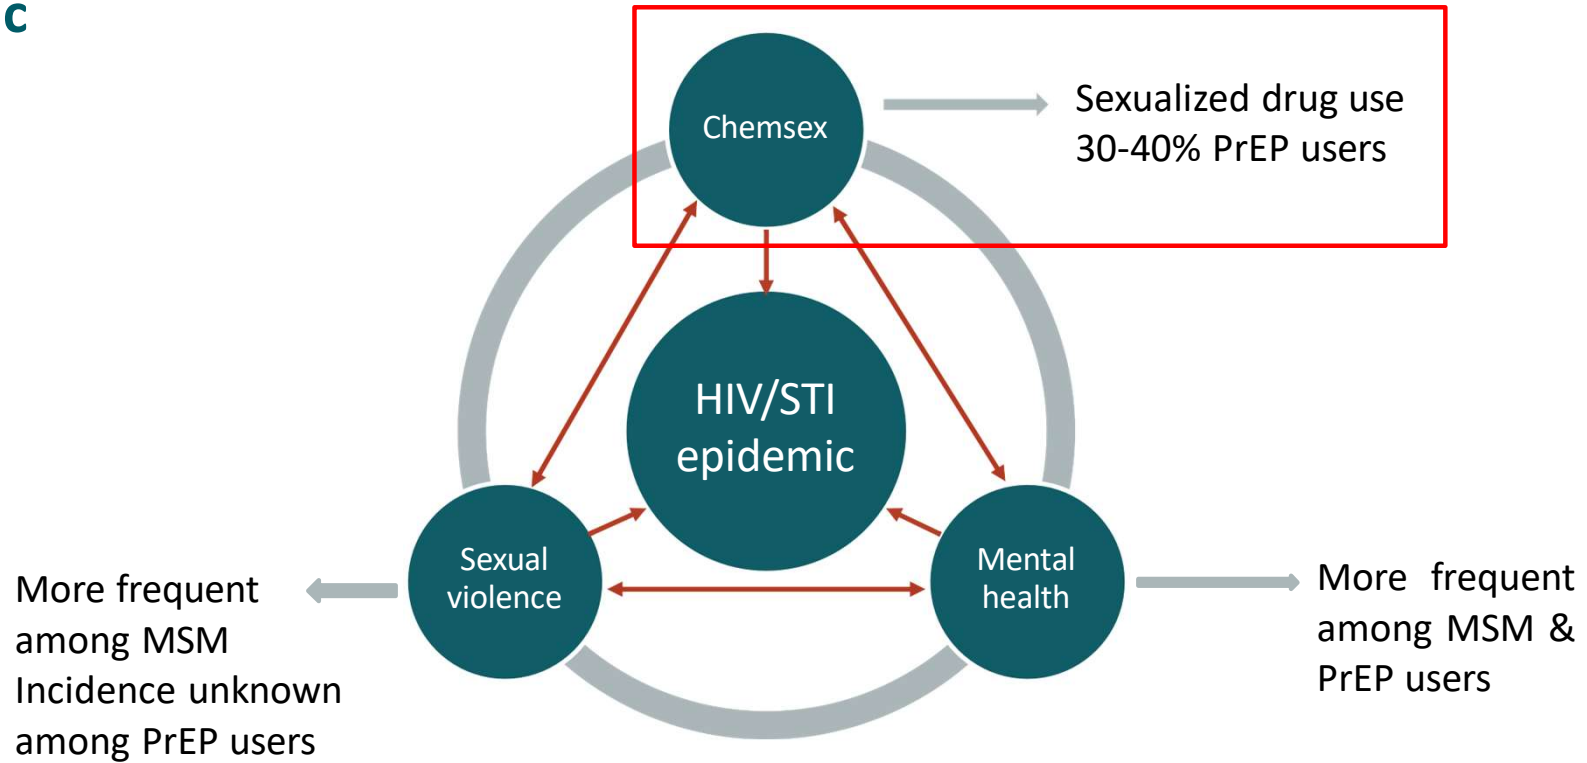 c
Chemsex
Sexualized drug use
30-40% PrEP users
HIV/STI
epidemic
Sexual
violence
Mental
health
More frequent
among MSM
Incidence unknown
among PrEP users
More frequent
among MSM &
PrEP users